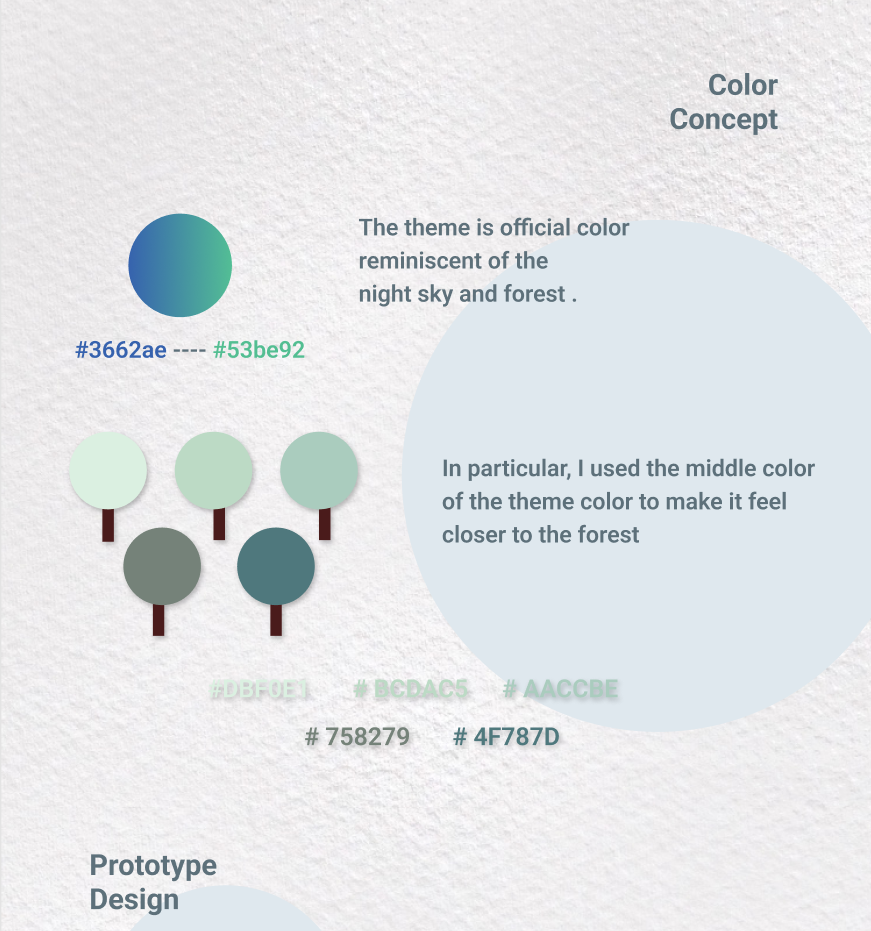 Color
Concept
The theme is official color
reminiscent of the
night sky and forest .
#3662ae ---- #53be92
In particular, I used the middle color
of the theme color to make it feel
closer to the forest
#DBF0E1 # BCDAC5 # AACCBE
# 758279 # 4F787D
Prototype
Design